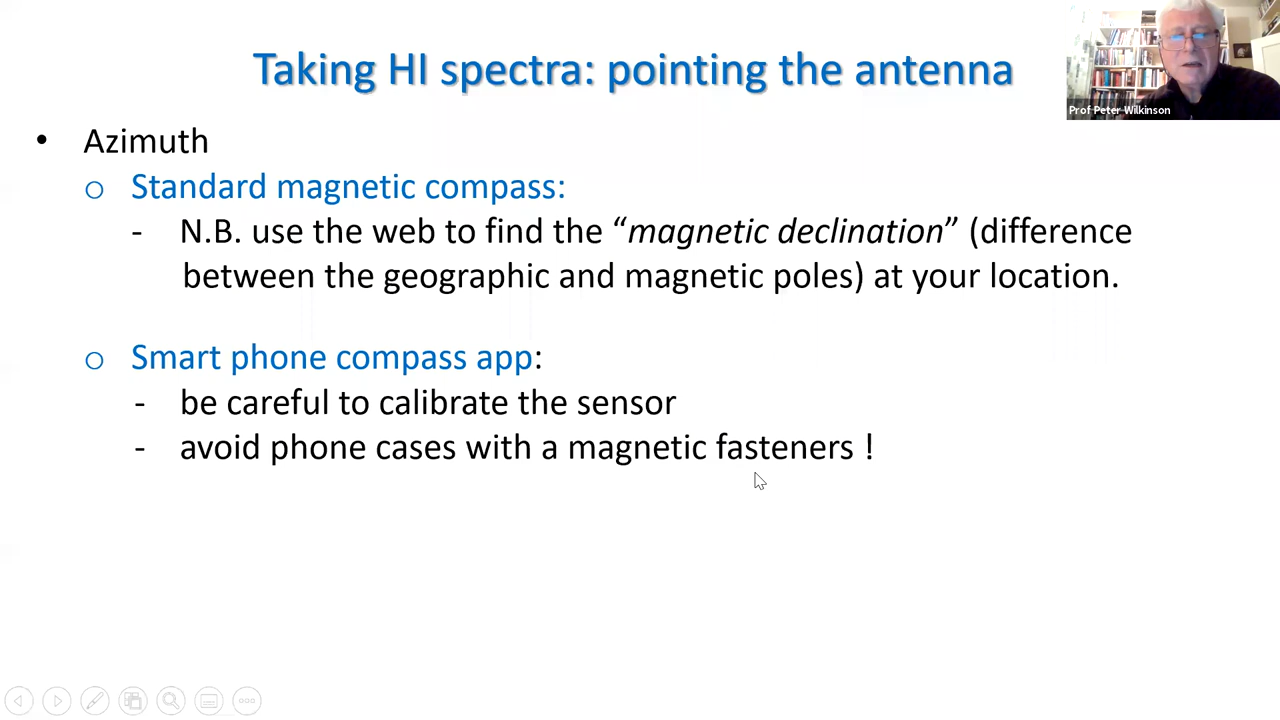 Taking HI spectra: pointing the antenna
Prof Peter Wilkinson
• Azimuth
o Standard magnetic compass:
- N.B. use the web to find the “magnetic declination” (difference
between the geographic and magnetic poles) at your location.
o Smart phone compass app:
- be careful to calibrate the sensor
- avoid phone cases with a magnetic fasteners !